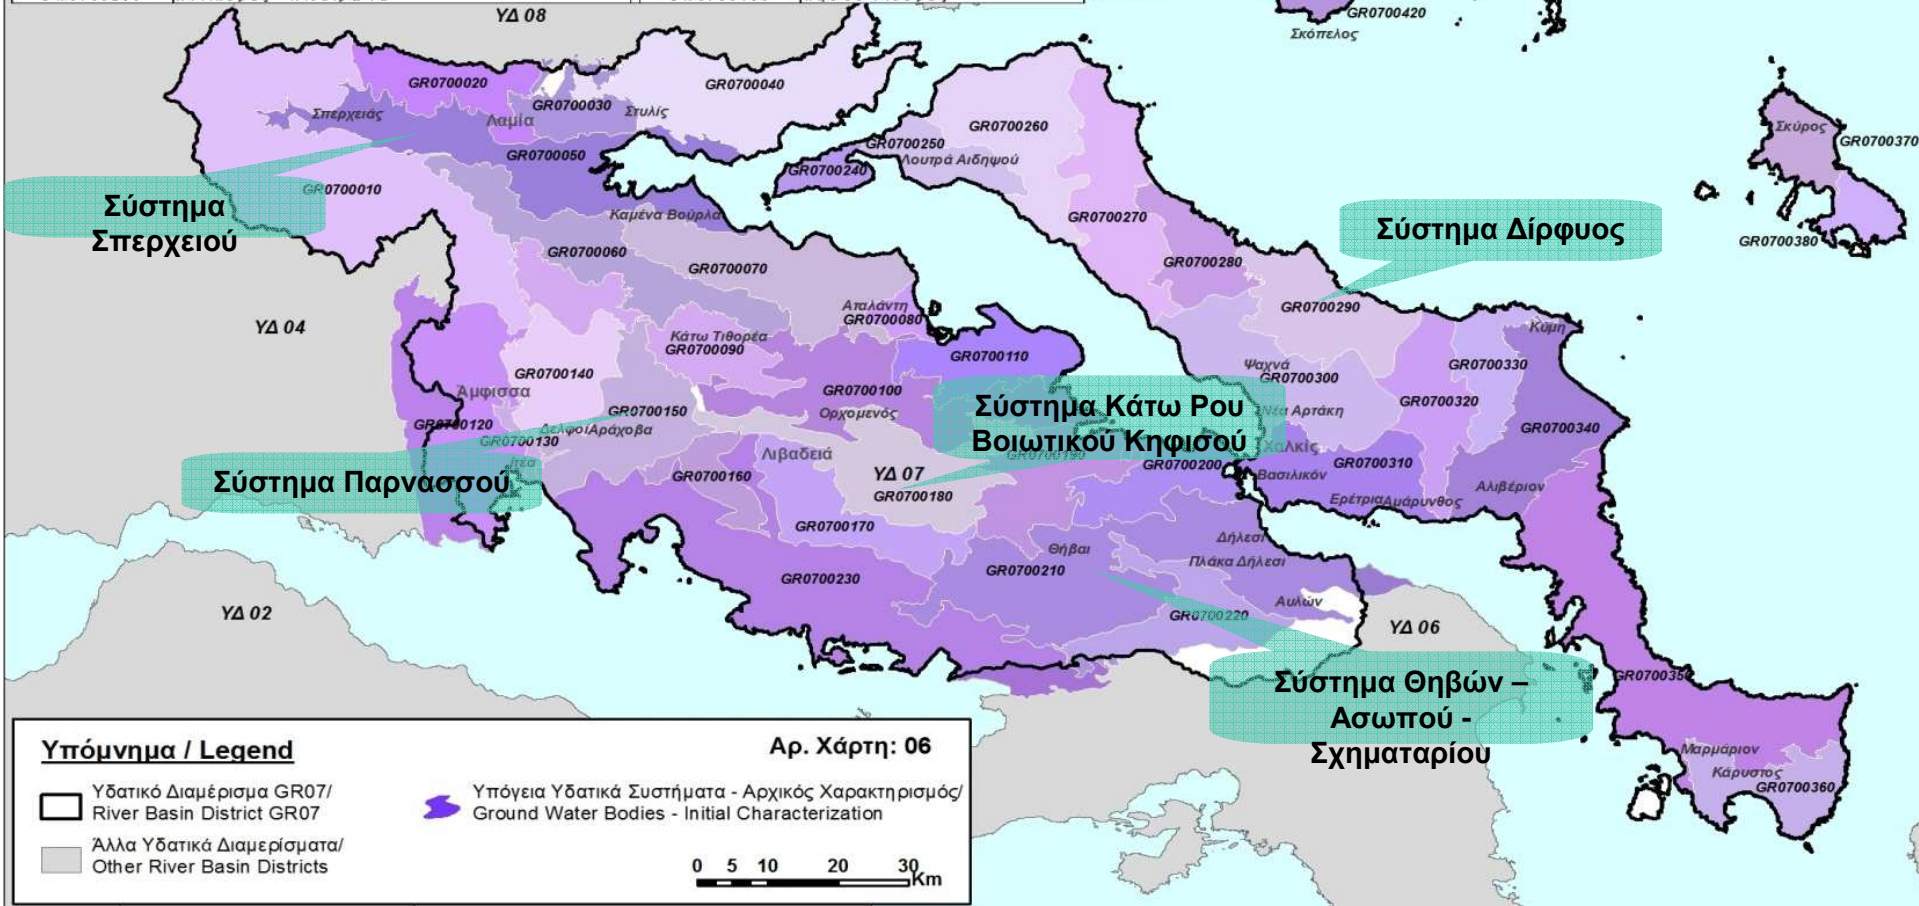 ΥΔ 08
GR0700420
Σκόπελος
GR0700020
GR0700040
GR0700030
Σπερχειάς
Λαμία
Στυλίς
GR0700260
Σκύρος
GR0700370
GR0700050
GR0700250
Λουτρά Αιδηψού
GR0700240
GR0700010
Σύστημα
Σπερχειού
Καμένα Βούρλα
GR0700270
Σύστημα Δίρφυος
GR0700380
GR0700060
GR0700070
GR0700280
ΥΔ 04
Αταλάντη
GR0700080
GR0700290
Κύμη
Κάτω Τιθορέα
GR0700090
GR0700110
Ψαχνά
GR0700300
GR0700330
GR0700140
Άμφισσα
GR0700100
GR0700320
GR0700150
Ορχομενός
Σύστημα Κάτω Ρου
Βοιωτικού Κηφισού
Νέα Αρτάκη
GR0700120
GR0700130
Δελφοί
Αράχοβα
GR0700340
Χαλκίς
Ιτέα
Λιβαδειά
GR0700190
GR0700200
GR0700310
Σύστημα Παρνασσού
GR0700160
ΥΔ 07
GR0700180
Βασιλικόν
Ερέτρια
Αμάρυνθος
Αλιβέριον
GR0700170
Θήβαι
Δήλεσι
Πλάκα Δήλεσι
GR0700230
GR0700210
Αυλών
GR0700220
ΥΔ 02
ΥΔ 06
Σύστημα Θηβών –
Ασωπού -
Σχηματαρίου
GR0700350
Μαρμάριον
Κάρυστος
GR0700360
Υπόμνημα / Legend
Αρ. Χάρτη: 06
Υδατικό Διαμέρισμα GR07/
River Basin District GR07
Υπόγεια Υδατικά Συστήματα - Αρχικός Χαρακτηρισμός/
Ground Water Bodies - Initial Characterization
Άλλα Υδατικά Διαμερίσματα/
Other River Basin Districts
0 5 10 20 30
Km